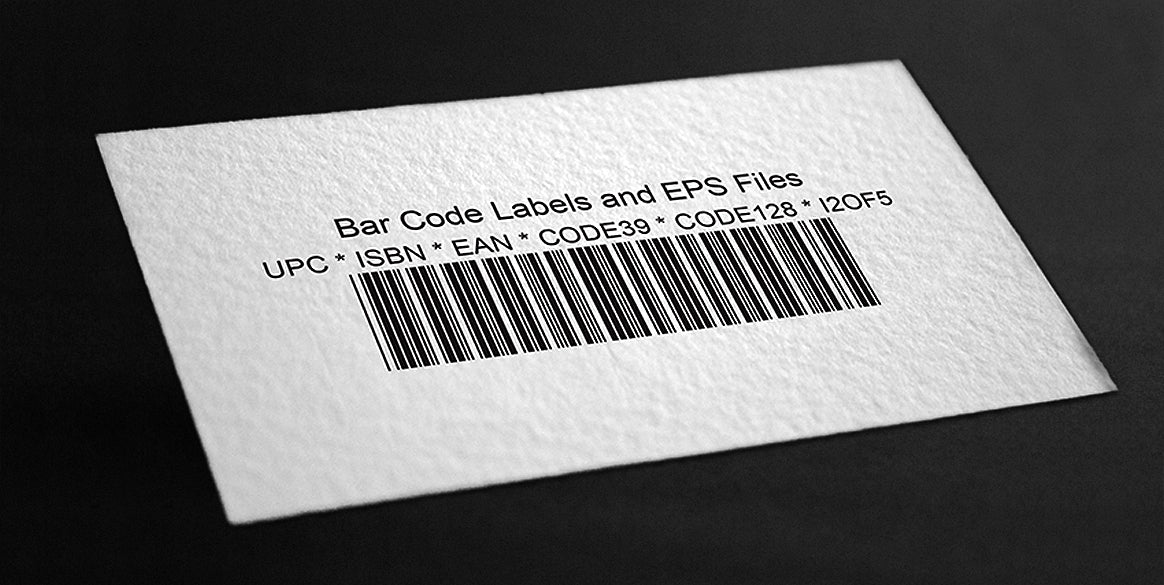 Bar Code Labels and EPS Files
UPC * ISBN * EAN * CODE39 * CODE128 * I2OF5